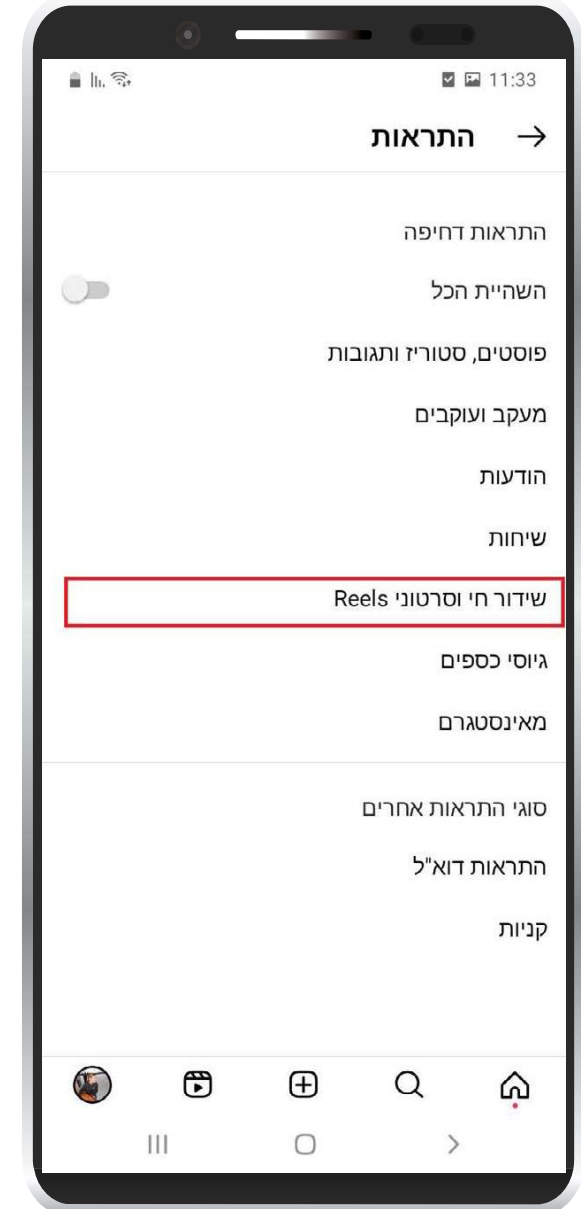 11:33
התראות
התראות דחיפה
השהיית הכל
פוסטים, סטוריז ותגובות
מעקב ועוקבים
הודעות
שיחות
שידור חי וסרטוני Reels
גיוסי כספים
מאינסטגרם
סוגי התראות אחרים
התראות דוא"ל
קניות